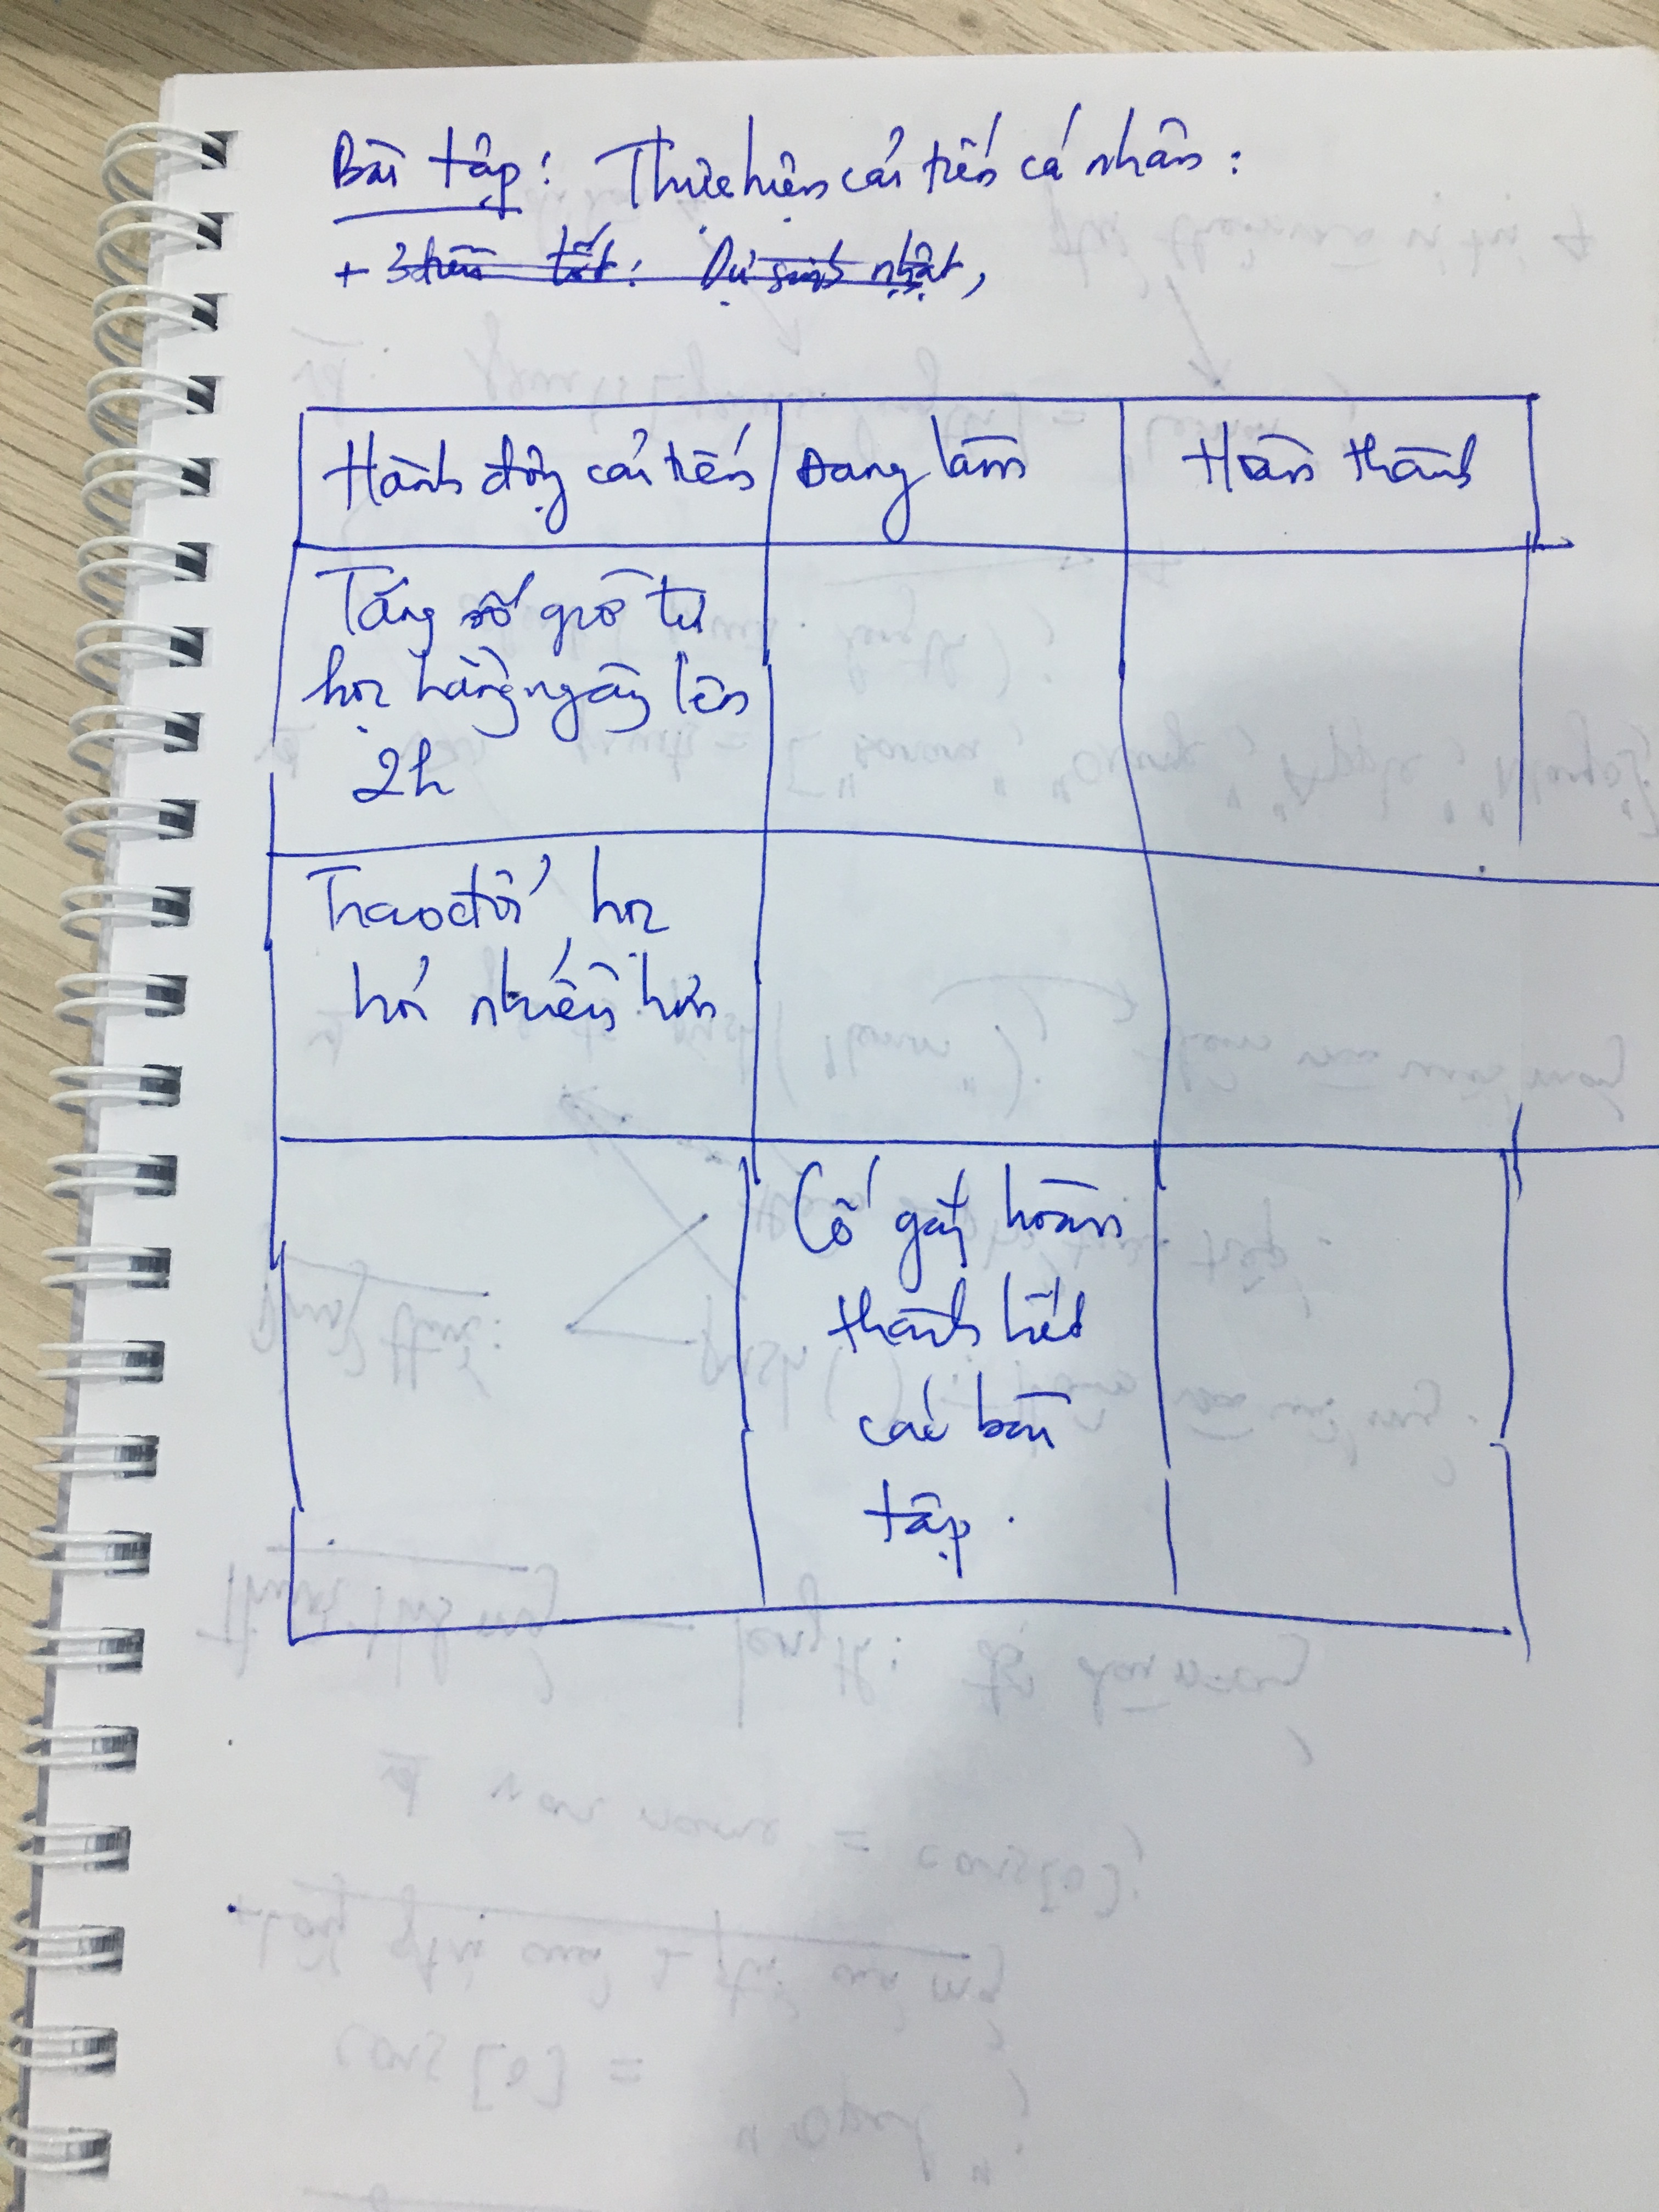 Bài tập: Thực hiện cải tiến cá nhân:
+ 3 tốt: Dự sinh nhật,
Hành động cải tiến Đang làm Hoàn thành
Tăng số giờ tự
học hằng ngày lên
2h
Trao đổi học
hỏi nhiều hơn
Cố gắng hoàn
thành hết
các bài
tập.